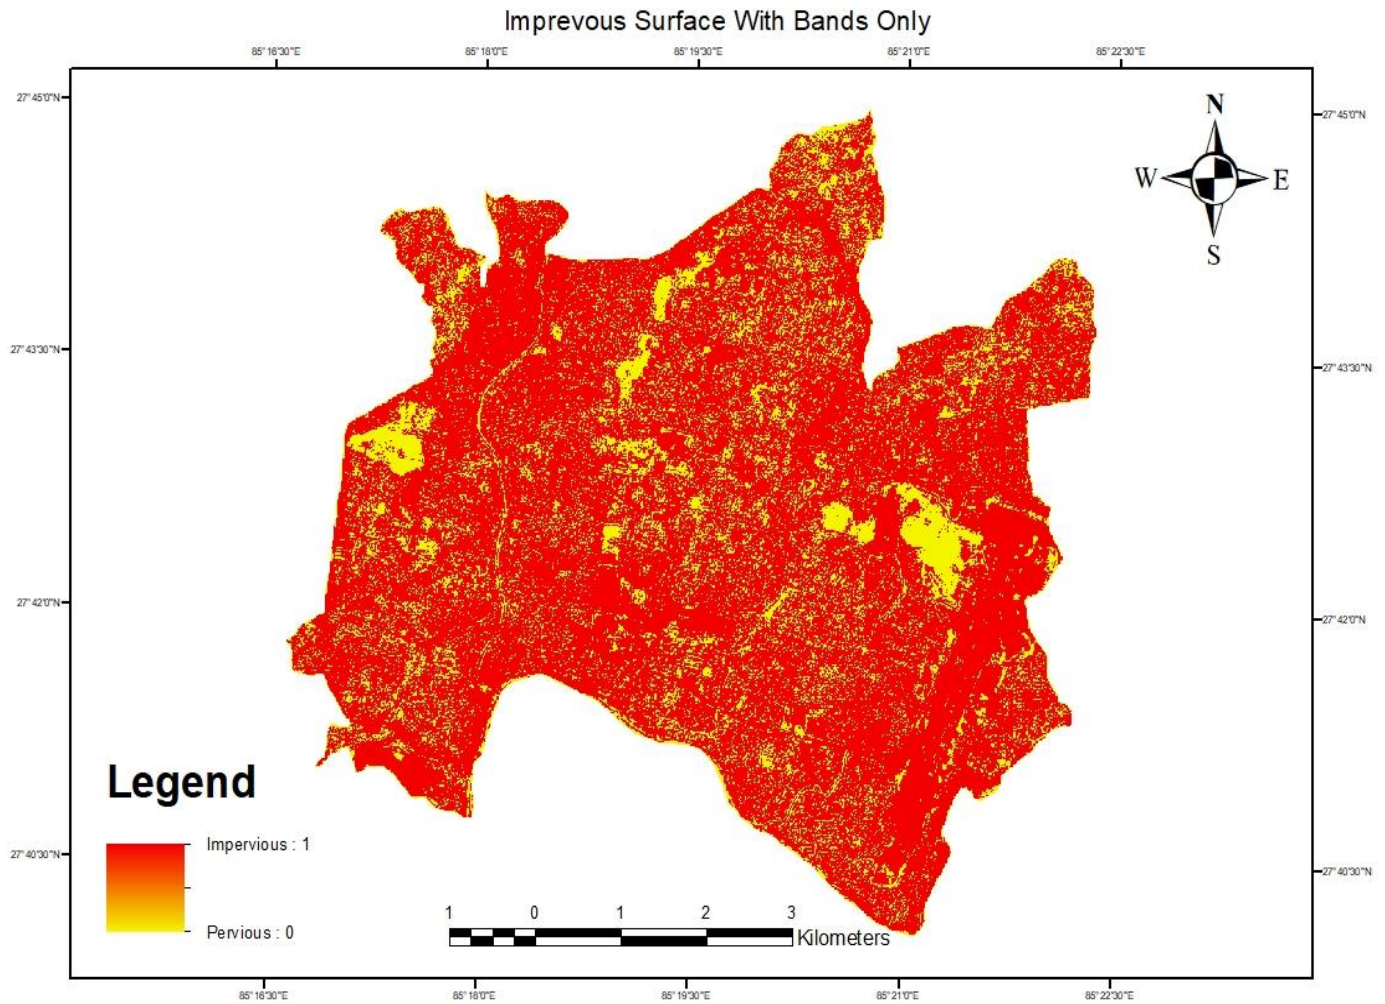 Imprevous Surface With Bands Only
85°16'30"E 85°18'0"E 85°19'30"E 85°21'0"E 85°22'30"E
27°45'0"N
27°45'0"N
N
W E
S
27°43'30"N
27°43'30"N
27°42'0"N
27°42'0"N
Legend
Impervious : 1
Pervious : 0
27°40'30"N
27°40'30"N
1 0 1 2 3
Kilometers
85°16'30"E 85°18'0"E 85°19'30"E 85°21'0"E 85°22'30"E